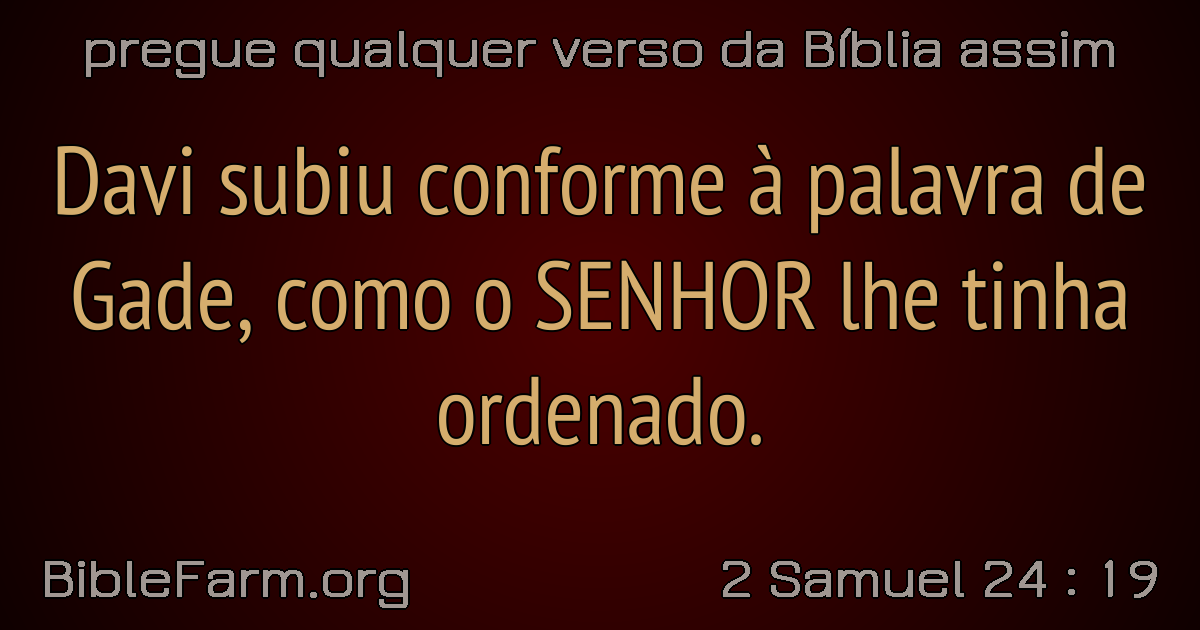 pregue qualquer verso da Bíblia assim
Davi subiu conforme à palavra de
Gade, como o SENHOR lhe tinha
ordenado.
BibleFarm.org
2 Samuel 24 : 19